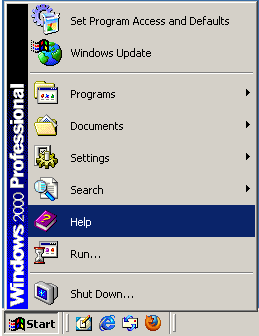 Set Program Access and Defaults
Windows Update
Programs
Documents
Settings
Search
Help
Run...
Shut Down...
Windows 2000 Professional
Start